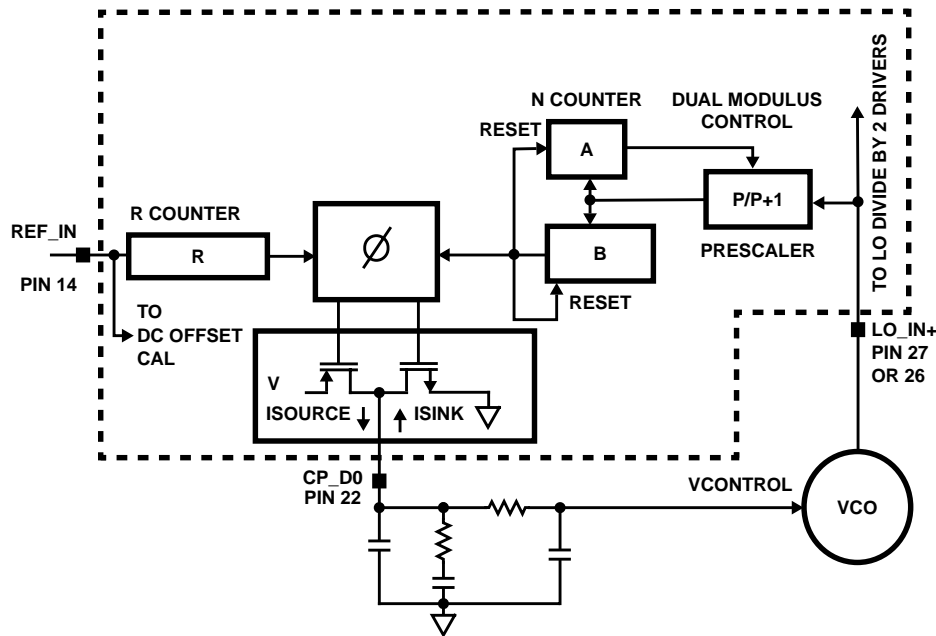 N COUNTER
DUAL MODULUS
CONTROL
TO LO DIVIDE BY 2 DRIVERS
RESET
A
P/P+1
PRESCALER
R COUNTER
REF_IN
PIN 14
R
Ø
B
RESET
TO
DC OFFSET
CAL
LO_IN+
PIN 27
OR 26
V
ISOURCE
ISINK
CP_D0
PIN 22
VCONTROL
VCO